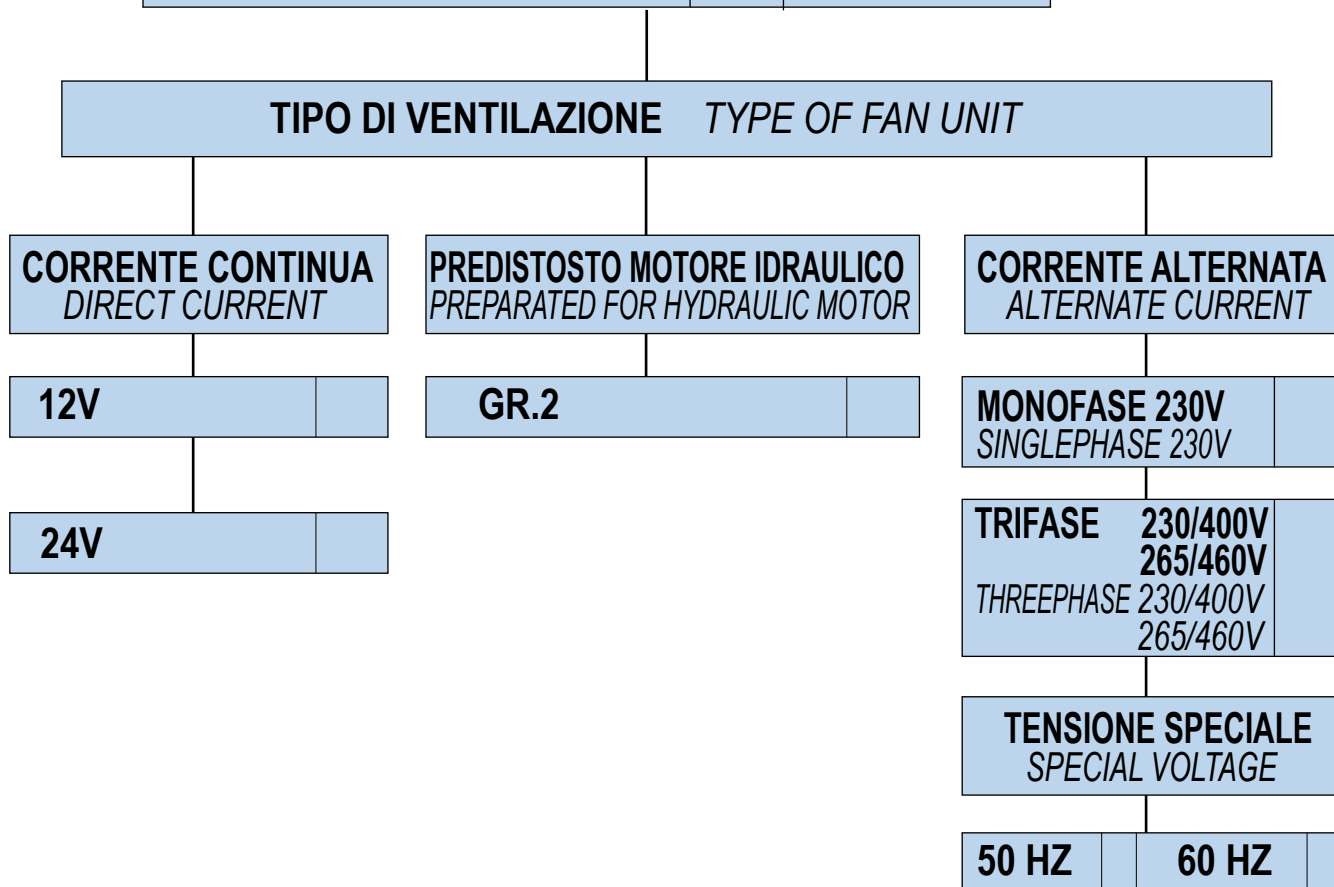 TIPO DI VENTILAZIONE TYPE OF FAN UNIT
CORRENTE CONTINUA
DIRECT CURRENT
PREDISTOSTO MOTORE IDRAULICO
PREPARATED FOR HYDRAULIC MOTOR
CORRENTE ALTERNATA
ALTERNATE CURRENT
12V
GR.2
MONOFASE 230V
SINGLEPHASE 230V
24V
TRIFASE 230/400V
265/460V
THREEPHASE 230/400V
265/460V
TENSIONE SPECIALE
SPECIAL VOLTAGE
50 HZ 60 HZ